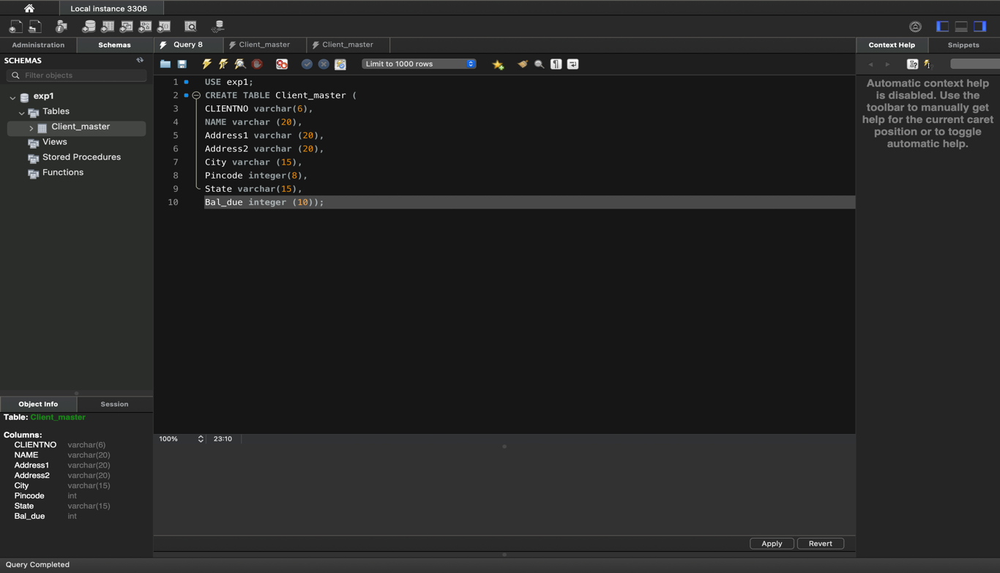 Local instance 3306
Administration
Schemas
Query 8
Client_master
Client_master
Context Help
Snippets
SCHEMAS
Filter objects
Limit to 1000 rows
exp1
Tables
Client_master
Views
Stored Procedures
Functions
1 USE exp1;
2 CREATE TABLE Client_master (
3 CLIENTNO varchar(6),
4 NAME varchar (20),
5 Address1 varchar (20),
6 Address2 varchar (20),
7 City varchar (15),
8 Pincode integer(8),
9 State varchar(15),
10 Bal_due integer (10));
Automatic context help
is disabled. Use the
toolbar to manually get
help for the current caret
position or to toggle
automatic help.
Object Info
Session
Table: Client_master
Columns:
CLIENTNO varchar(6)
NAME varchar(20)
Address1 varchar(20)
Address2 varchar(20)
City varchar(15)
Pincode int
State varchar(15)
Bal_due int
100%
23:10
Apply
Revert
Query Completed